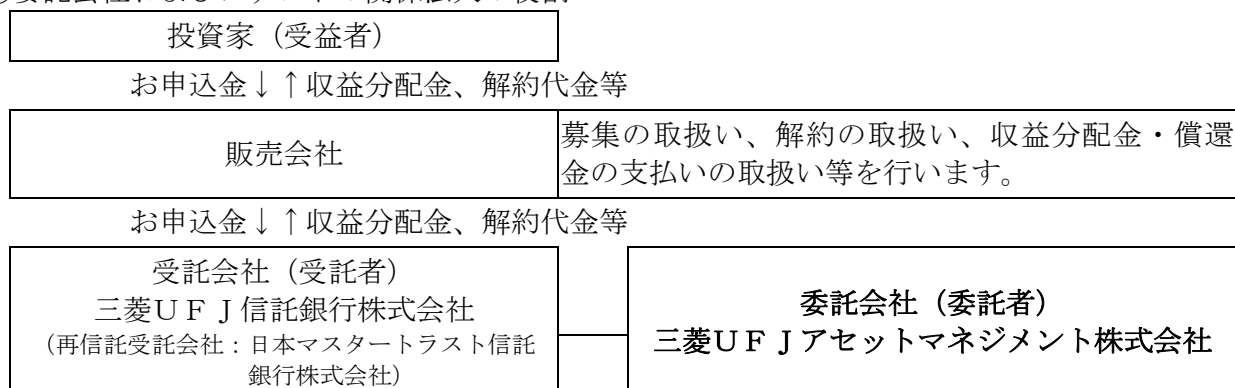 委託会社およびファンドの関係法人の役割
投資家（受益者）
お申込金↓↑収益分配金、解約代金等
販売会社
募集の取扱い、解約の取扱い、収益分配金・償還
金の支払いの取扱い等を行います。
お申込金↓↑収益分配金、解約代金等
受託会社（受託者）
三菱ＵＦＪ信託銀行株式会社
（再信託受託会社：日本マスタートラスト信託
銀行株式会社）
委託会社（委託者）
三菱ＵＦＪアセットマネジメント株式会社